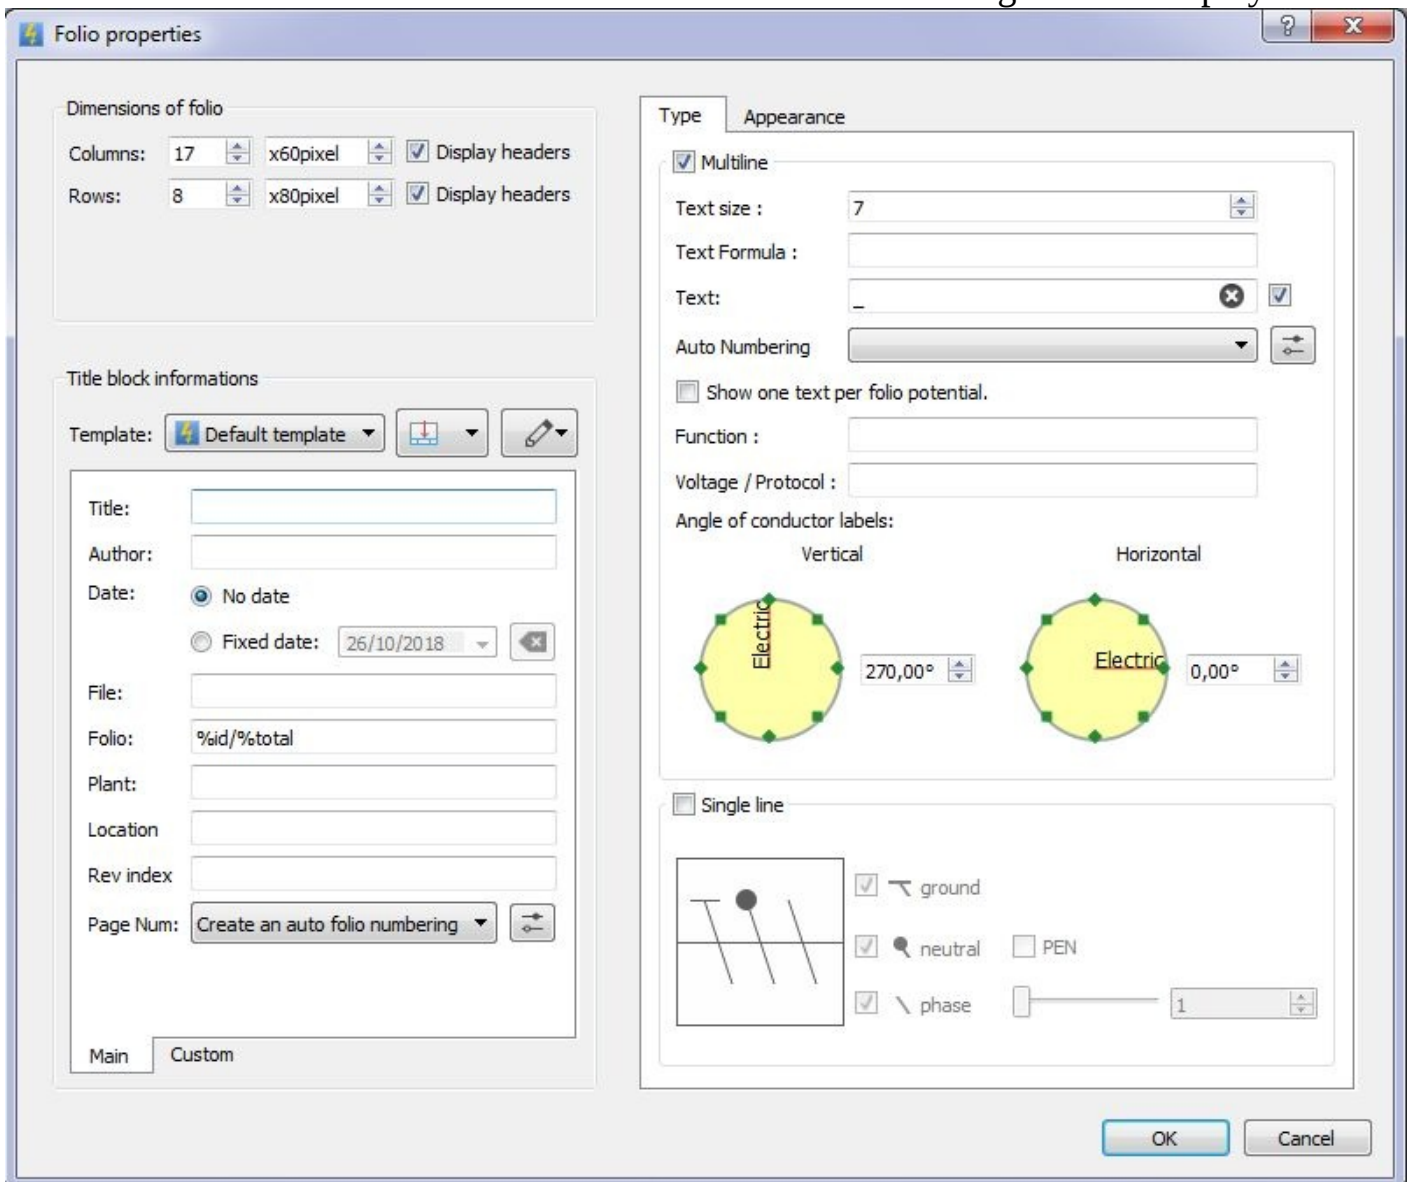 Folio properties
Dimensions of folio
Columns: 17 x60pixel Display headers
Rows: 8 x80pixel Display headers
Title block informations
Template: Default template
Title:
Author:
Date: No date
Fixed date: 26/10/2018
File:
Folio: %id/%total
Plant:
Location
Rev index
Page Num: Create an auto folio numbering
Main Custom
Type Appearance
Multiline
Text size : 7
Text Formula :
Text: _
Auto Numbering
Show one text per folio potential.
Function :
Voltage / Protocol :
Angle of conductor labels:
Vertical Horizontal
Electric 270,00° Electric 0,00°
Single line
ground
neutral PEN
phase 1
OK Cancel